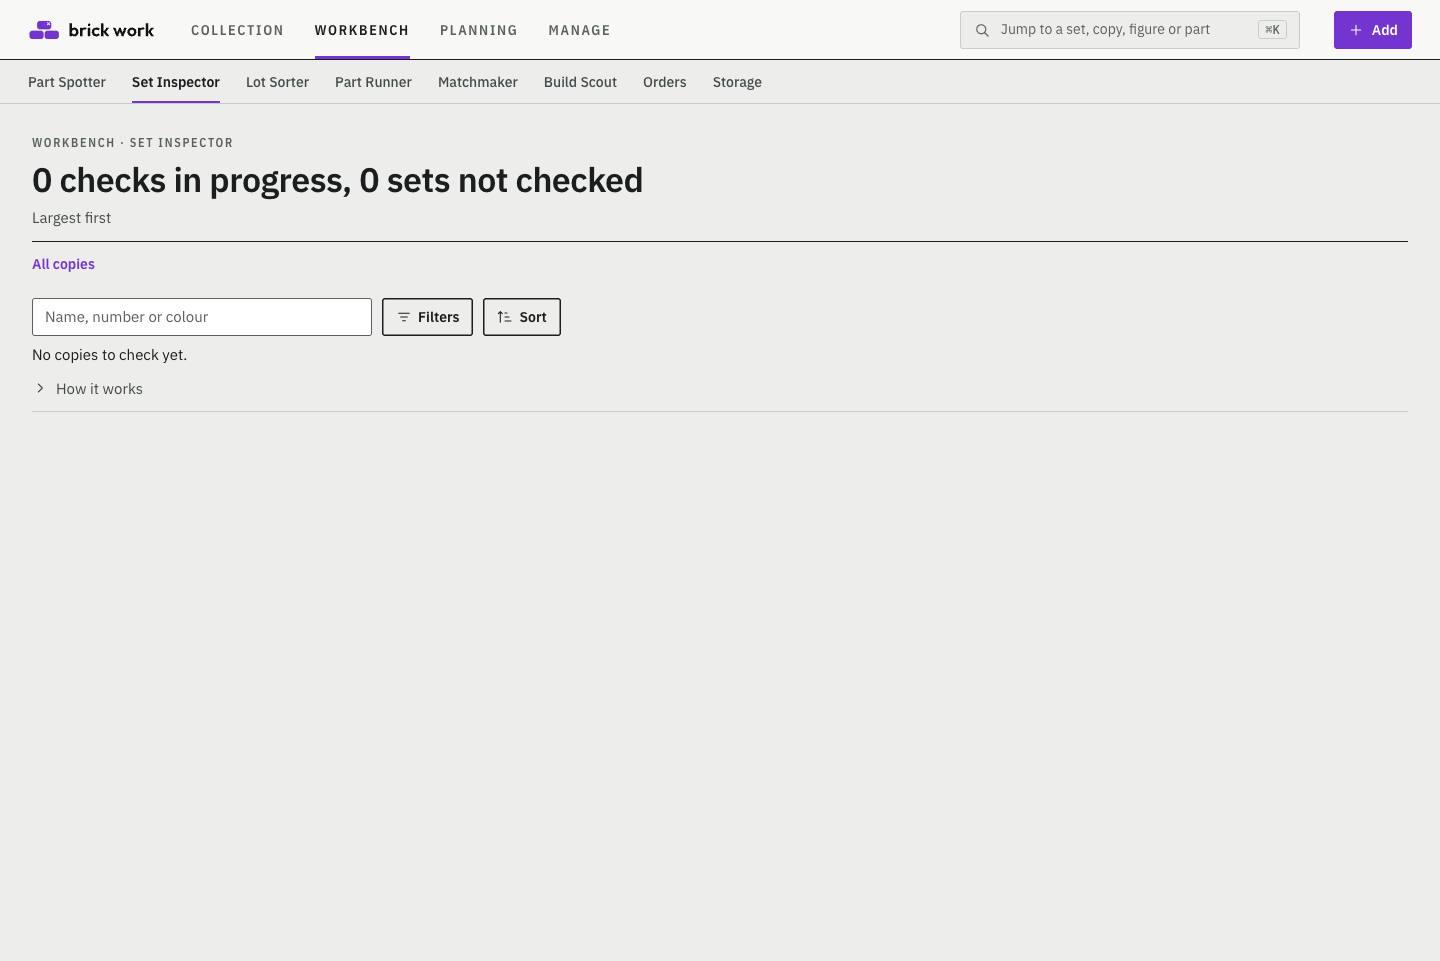 brick work
COLLECTION
WORKBENCH
PLANNING
MANAGE
Jump to a set, copy, figure or part
⌘K
Add
Part Spotter
Set Inspector
Lot Sorter
Part Runner
Matchmaker
Build Scout
Orders
Storage
WORKBENCH · SET INSPECTOR
0 checks in progress, 0 sets not checked
Largest first
All copies
Name, number or colour
Filters
Sort
No copies to check yet.
How it works